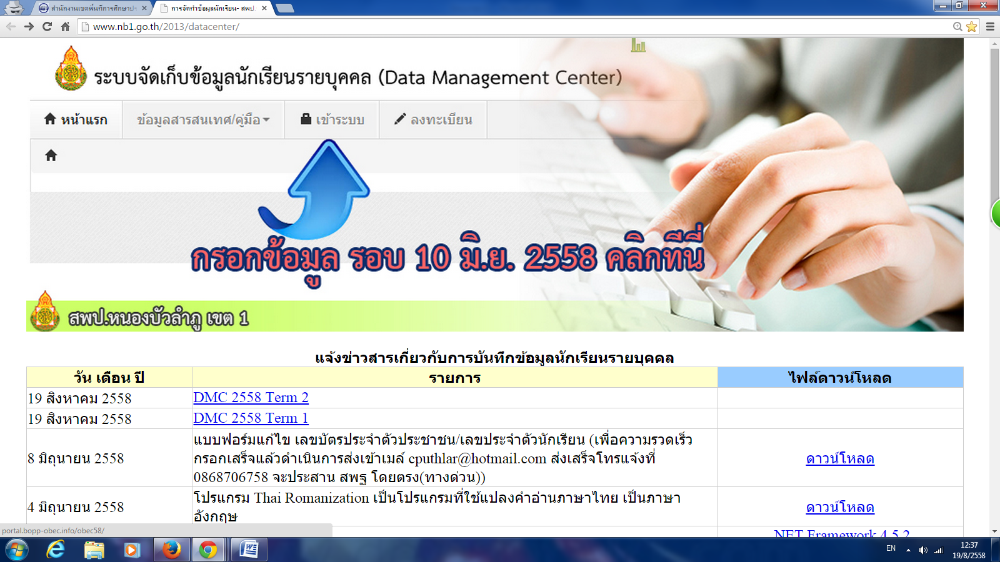 สำนักงานเขตพื้นที่การศึกษาประ
การจัดทำข้อมูลนักเรียน- สพป.
www.nb1.go.th/2013/datacenter/
ระบบจัดเก็บข้อมูลนักเรียนรายบุคคล (Data Management Center)
หน้าแรก ข้อมูลสารสนเทศ/คู่มือ เข้าระบบ ลงทะเบียน
กรอกข้อมูล รอบ 10 มิ.ย. 2558 คลิกที่นี่
สพป.หนองบัวลำภู เขต 1
แจ้งข่าวสารเกี่ยวกับการบันทึกข้อมูลนักเรียนรายบุคคล
วัน เดือน ปี รายการ ไฟล์ดาวน์โหลด
19 สิงหาคม 2558 DMC 2558 Term 2
19 สิงหาคม 2558 DMC 2558 Term 1
8 มิถุนายน 2558
แบบฟอร์มแก้ไข เลขบัตรประจำตัวประชาชน/เลขประจำตัวนักเรียน (เพื่อความรวดเร็ว
กรอกเสร็จแล้วดำเนินการส่งเข้าเมล์ cputhlar@hotmail.com ส่งเสร็จโทรแจ้งที่
0868706758 จะประสาน สพฐ โดยตรง(ทางด่วน))
ดาวน์โหลด
4 มิถุนายน 2558
โปรแกรม Thai Romanization เป็นโปรแกรมที่ใช้แปลงคำอ่านภาษาไทย เป็นภาษา
อังกฤษ
ดาวน์โหลด
NET Framework 4.5.2
portal.bopp-obec.info/obec58/
EN
12:37
19/8/2558